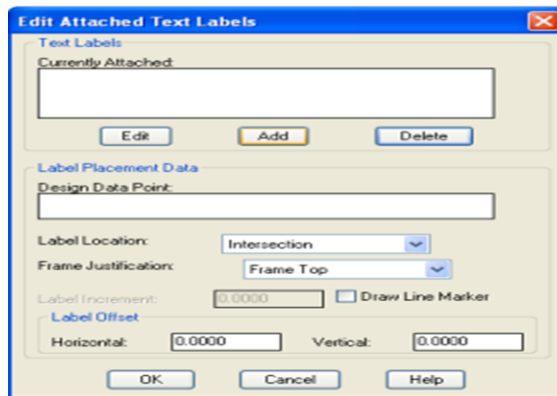 Edit Attached Text Labels
Text Labels
Currently Attached:
Edit Add Delete
Label Placement Data
Design Data Point:
Label Location: Intersection
Frame Justification: Frame Top
Label Increment: 0.0000 Draw Line Marker
Label Offset
Horizontal: 0.0000 Vertical: 0.0000
OK Cancel Help